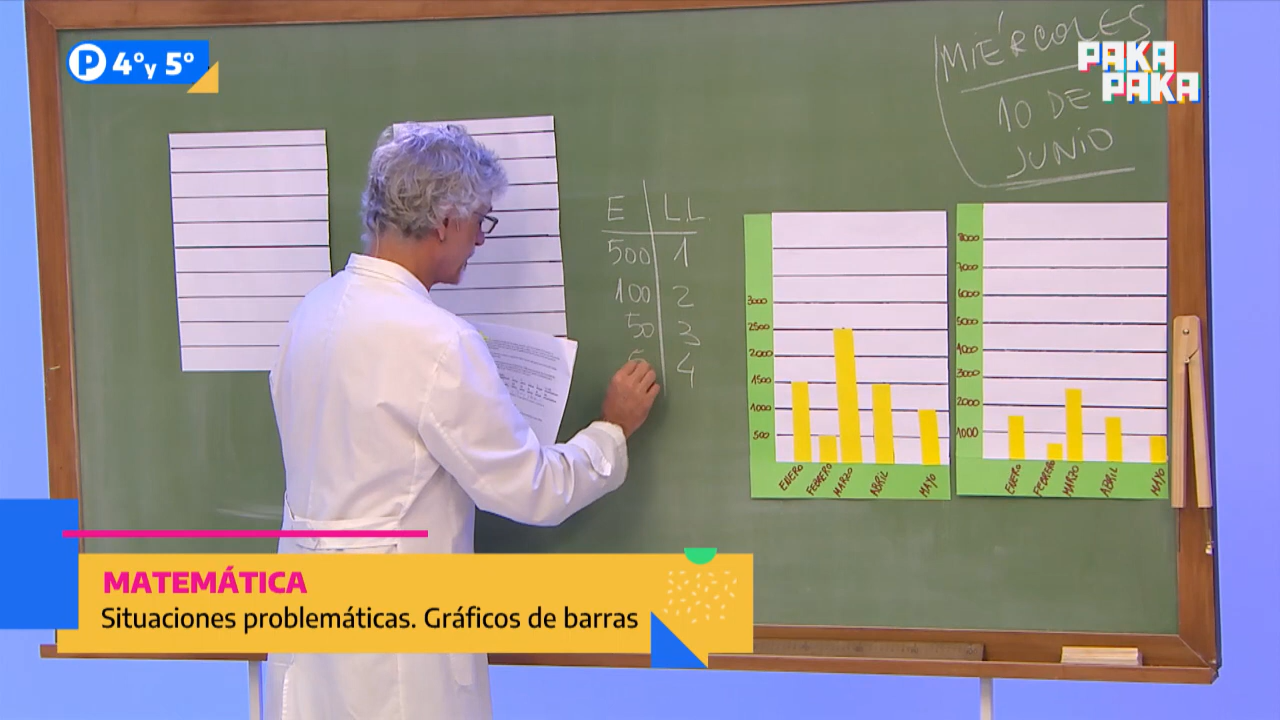 P 4º y 5º
PAKA
PAKA
MIÉRCOLES
10 DE
JUNIO
E L.L.
500 1
100 2
50 3
5 4
3000
2500
2000
1500
1000
500
ENERO
FEBRERO
MARZO
ABRIL
MAYO
8000
7000
6000
5000
4000
3000
2000
1000
ENERO
FEBRERO
MARZO
ABRIL
MAYO
MATEMÁTICA
Situaciones problemáticas. Gráficos de barras